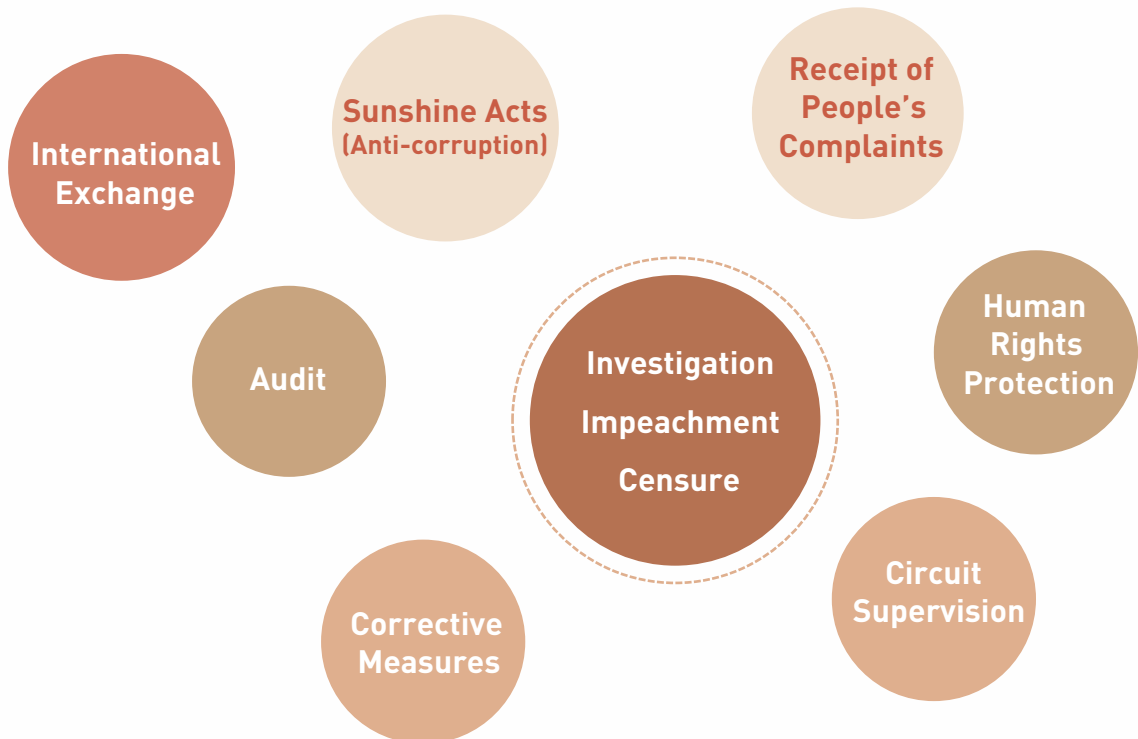 International
Exchange
Sunshine Acts
(Anti-corruption)
Receipt of
People’s
Complaints
Audit
Investigation
Impeachment
Censure
Human
Rights
Protection
Corrective
Measures
Circuit
Supervision